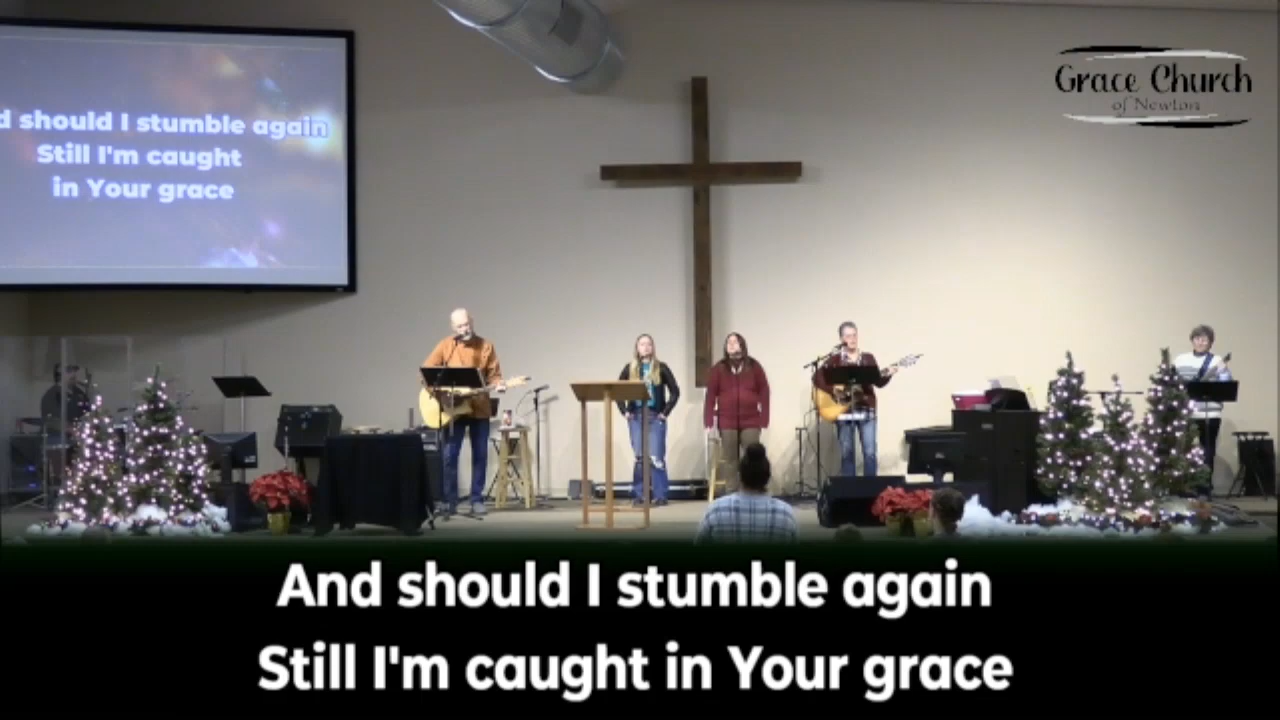 d should I stumble again
Still I'm caught
in Your grace
Grace Church
of Newton
And should I stumble again
Still I'm caught in Your grace